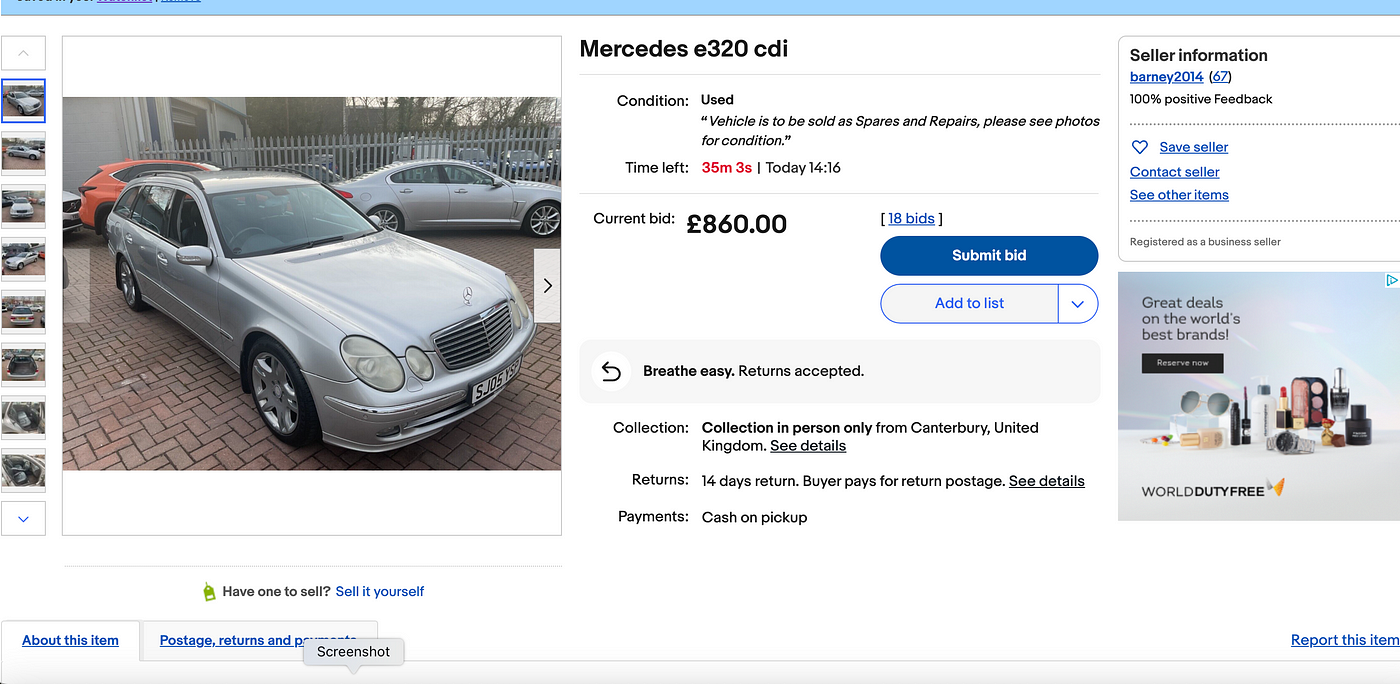 Mercedes e320 cdi
Condition: Used
“Vehicle is to be sold as Spares and Repairs, please see photos
for condition.”
Time left: 35m 3s | Today 14:16
Current bid: £860.00
[ 18 bids ]
Submit bid
Add to list
Breathe easy. Returns accepted.
Collection: Collection in person only from Canterbury, United
Kingdom. See details
Returns: 14 days return. Buyer pays for return postage. See details
Payments: Cash on pickup
Seller information
barney2014 (67)
100% positive Feedback
Save seller
Contact seller
See other items
Registered as a business seller
Great deals
on the world's
best brands!
Reserve now
WORLDDUTYFREE
Have one to sell? Sell it yourself
About this item
Postage, returns and payments
Screenshot
Report this item